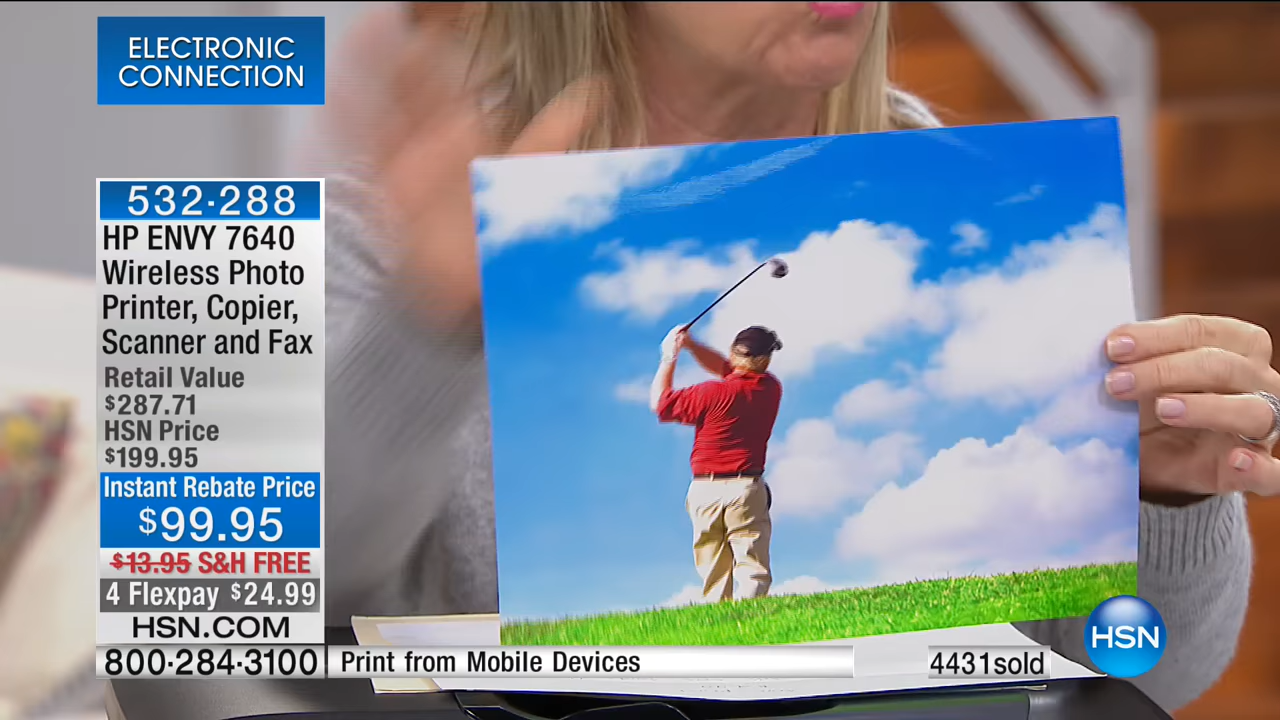 ELECTRONIC
CONNECTION
532-288
HP ENVY 7640
Wireless Photo
Printer, Copier,
Scanner and Fax
Retail Value
$287.71
HSN Price
$199.95
Instant Rebate Price
$99.95
$13.95 S&H FREE
4 Flexpay $24.99
HSN.COM
800-284-3100 Print from Mobile Devices 4431sold
HSN